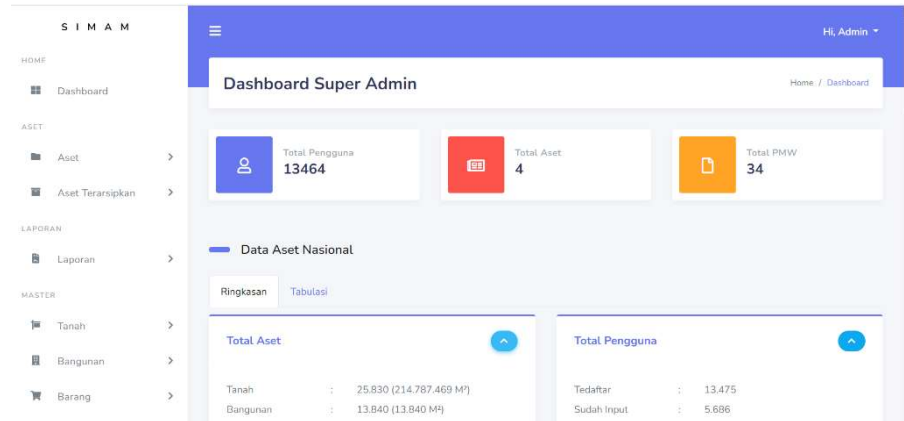 S I M A M
Hi, Admin
HOME
Dashboard
ASET
Aset
Aset Terarsipkan
LAPORAN
Laporan
MASTER
Tanah
Bangunan
Barang
Dashboard Super Admin
Home / Dashboard
Total Pengguna
13464
Total Aset
4
Total PMW
34
Data Aset Nasional
Ringkasan Tabulasi
Total Aset
Tanah : 25.830 (214.787.469 M²)
Bangunan : 13.840 (13.840 M²)
Total Pengguna
Tedaftar : 13.475
Sudah Input : 5.686